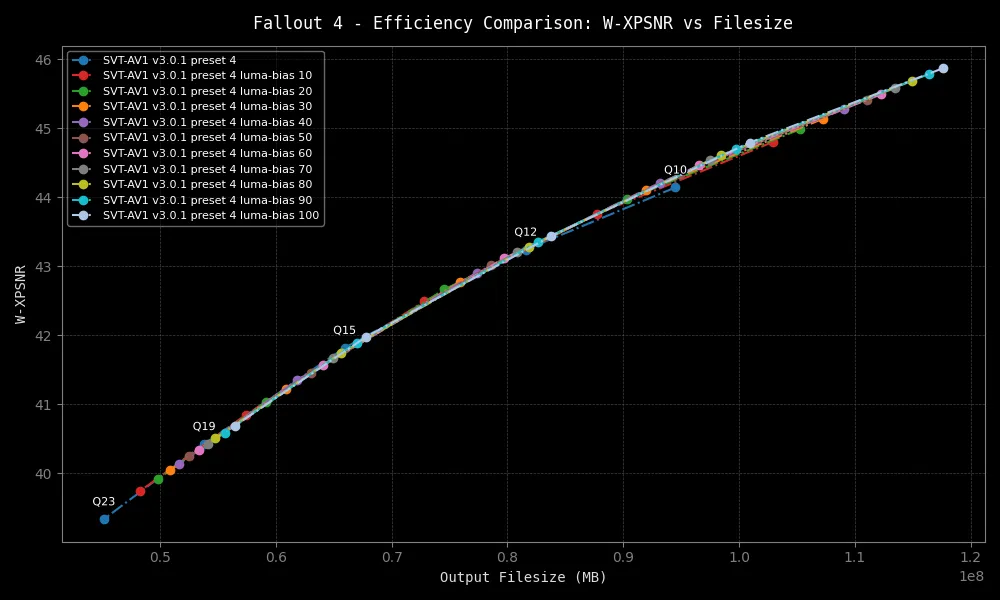 Fallout 4 - Efficiency Comparison: W-XPSNR vs Filesize
46
45
44
43
42
41
40
W-XPSNR
SVT-AV1 v3.0.1 preset 4
SVT-AV1 v3.0.1 preset 4 luma-bias 10
SVT-AV1 v3.0.1 preset 4 luma-bias 20
SVT-AV1 v3.0.1 preset 4 luma-bias 30
SVT-AV1 v3.0.1 preset 4 luma-bias 40
SVT-AV1 v3.0.1 preset 4 luma-bias 50
SVT-AV1 v3.0.1 preset 4 luma-bias 60
SVT-AV1 v3.0.1 preset 4 luma-bias 70
SVT-AV1 v3.0.1 preset 4 luma-bias 80
SVT-AV1 v3.0.1 preset 4 luma-bias 90
SVT-AV1 v3.0.1 preset 4 luma-bias 100
Q10
Q12
Q15
Q19
Q23
0.5 0.6 0.7 0.8 0.9 1.0 1.1 1.2
1e8
Output Filesize (MB)